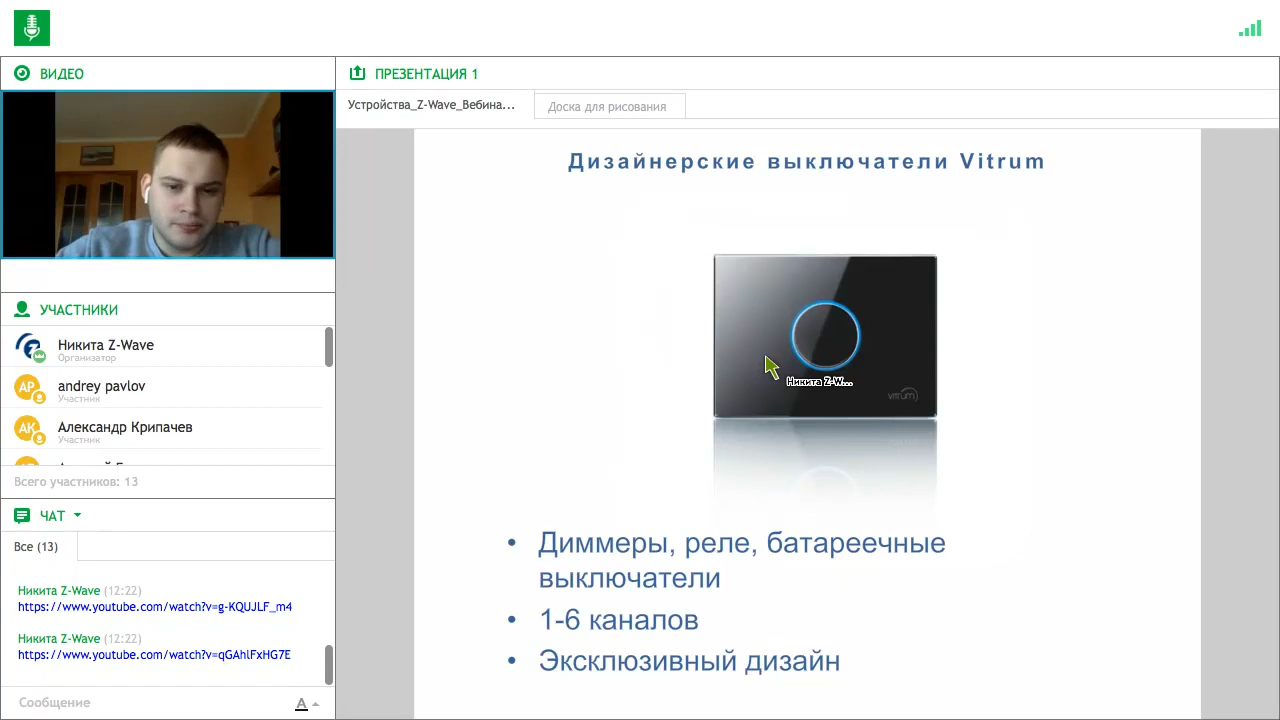 ВИДЕО
ПРЕЗЕНТАЦИЯ 1
Устройства_Z-Wave_Вебина...
Доска для рисования
Дизайнерские выключатели Vitrum
Никита Z-W...
vitrum
• Диммеры, реле, батареечные
выключатели
• 1-6 каналов
• Эксклюзивный дизайн
УЧАСТНИКИ
Никита Z-Wave
Организатор
AP
andrey pavlov
Участник
АК
Александр Крипачев
Участник
Всего участников: 13
ЧАТ
Все (13)
Никита Z-Wave (12:22)
https://www.youtube.com/watch?v=g-KQUJLF_m4
Никита Z-Wave (12:22)
https://www.youtube.com/watch?v=qGAhlFxHG7E
Сообщение
A